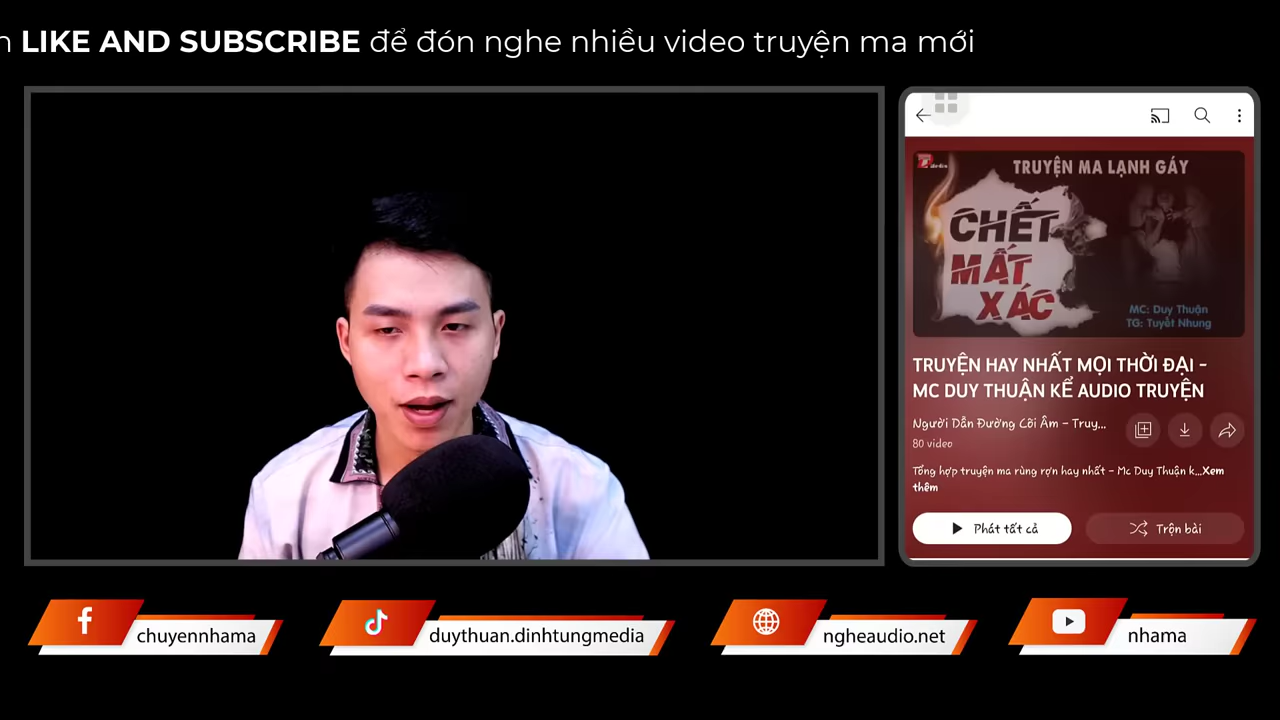 n LIKE AND SUBSCRIBE để đón nghe nhiều video truyện ma mới
TRUYỆN MA LẠNH GÁY
CHẾT
MẤT
XÁC
MC: Duy Thuận
TG: Tuyết Nhung
TRUYỆN HAY NHẤT MỌI THỜI ĐẠI -
MC DUY THUẬN KỂ AUDIO TRUYỆN
Người Dẫn Đường Cõi Âm - Truy...
80 video
Tổng hợp truyện ma rùng rợn hay nhất - Mc Duy Thuận k...Xem
thêm
Phát tất cả
Trộn bài
chuyennhama
duythuan.dinhtungmedia
ngheaudio.net
nhama